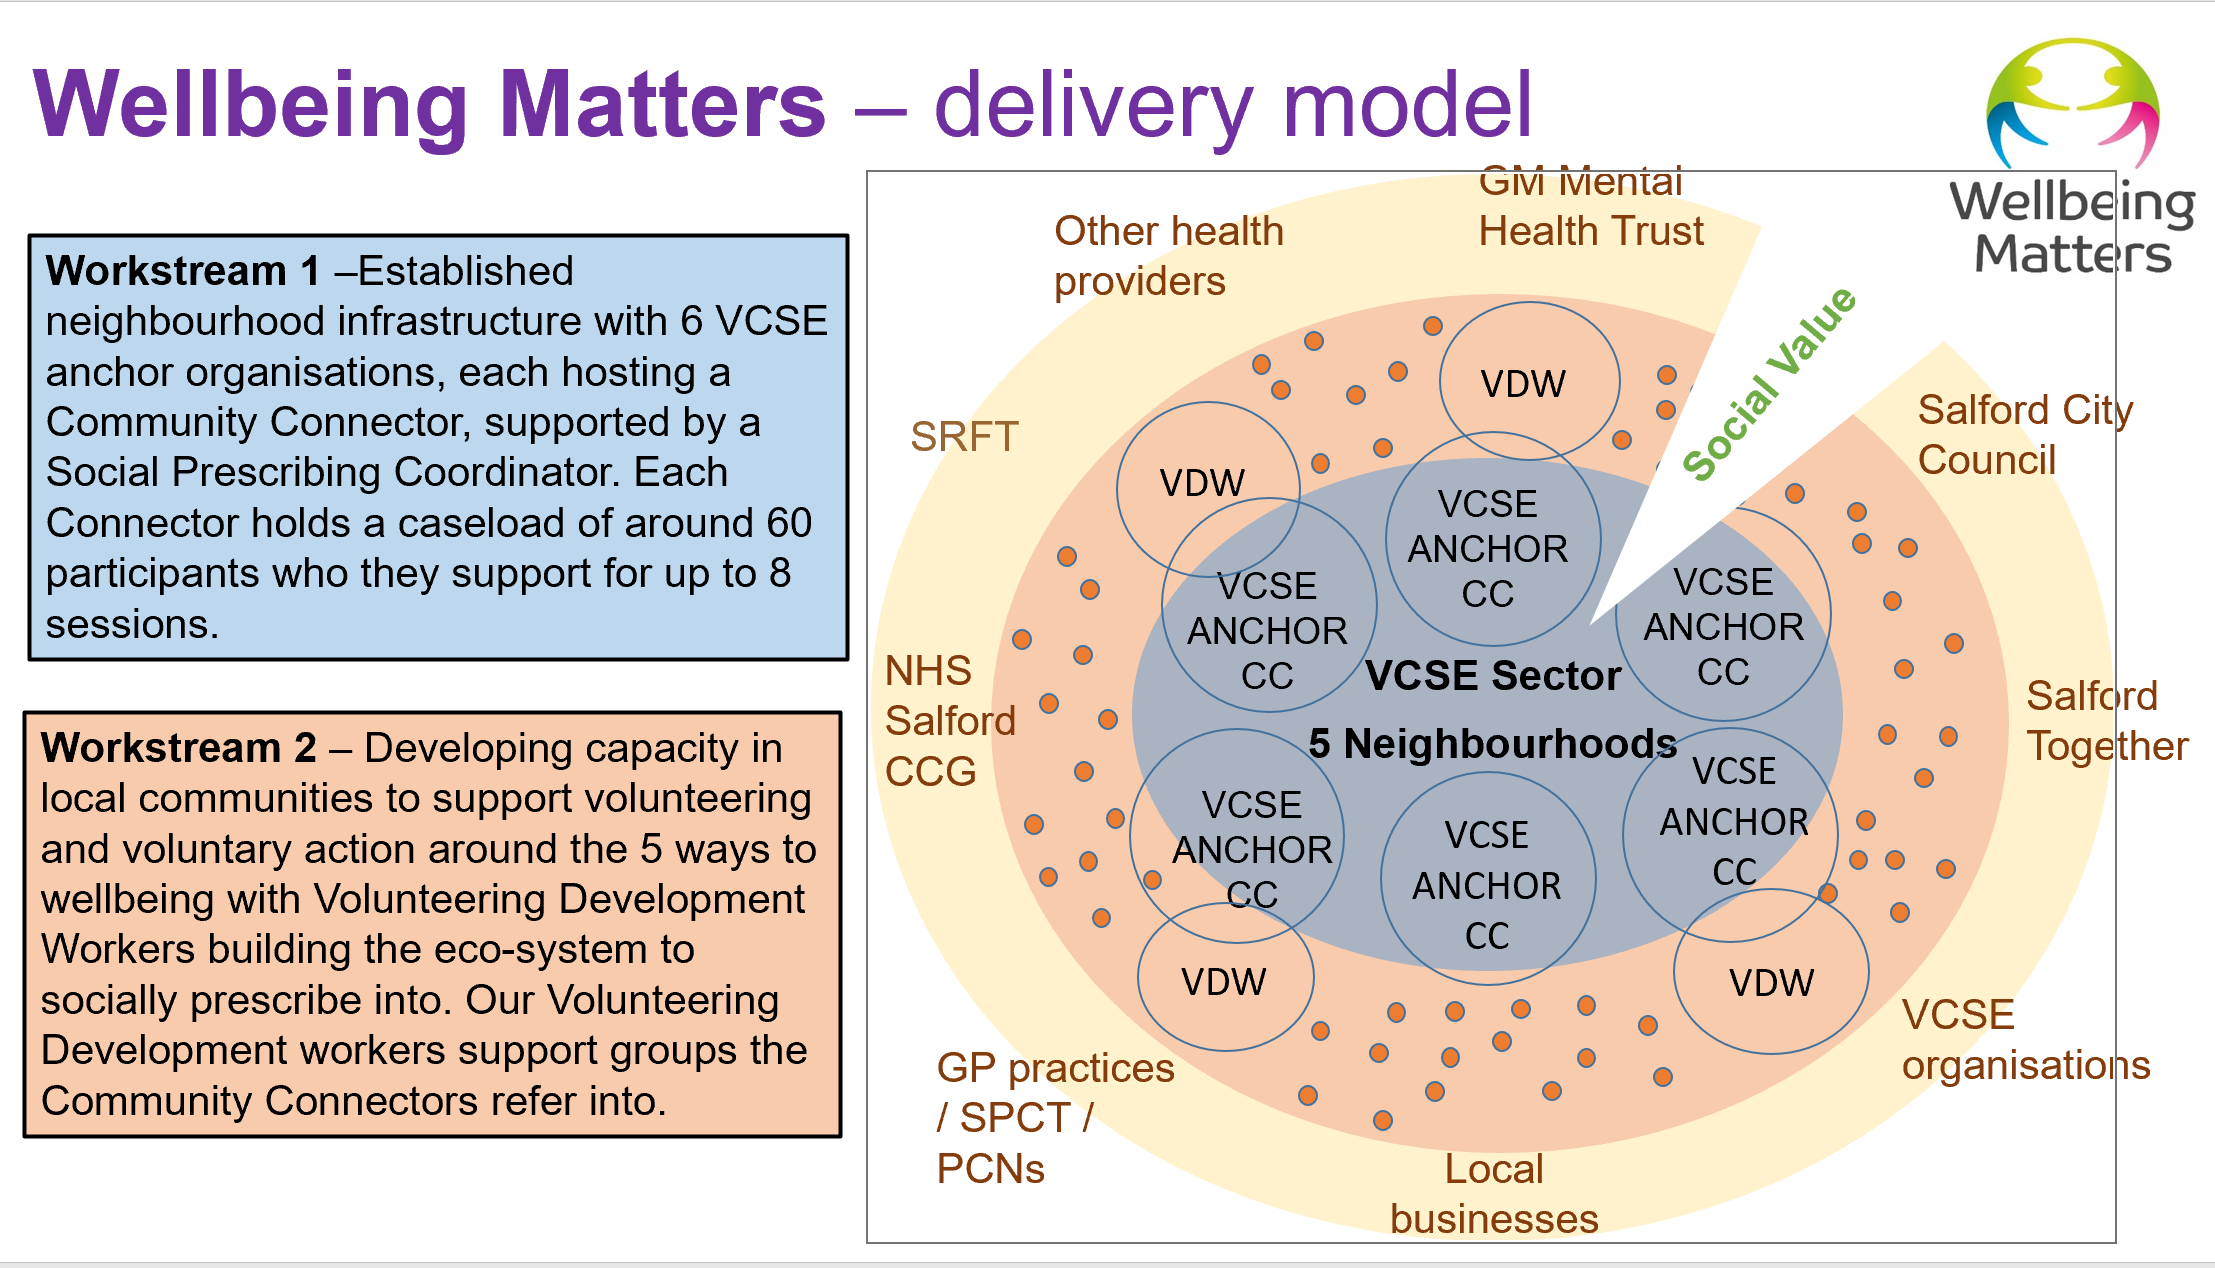 Wellbeing Matters – delivery model
Wellbeing
Matters
Workstream 1 –Established
neighbourhood infrastructure with 6 VCSE
anchor organisations, each hosting a
Community Connector, supported by a
Social Prescribing Coordinator. Each
Connector holds a caseload of around 60
participants who they support for up to 8
sessions.
Workstream 2 – Developing capacity in
local communities to support volunteering
and voluntary action around the 5 ways to
wellbeing with Volunteering Development
Workers building the eco-system to
socially prescribe into. Our Volunteering
Development workers support groups the
Community Connectors refer into.
GM Mental
Health Trust
Other health
providers
Social Value
Salford City
Council
SRFT
NHS
Salford
CCG
Salford
Together
GP practices
/ SPCT /
PCNs
VCSE
organisations
Local
businesses
VDW
VDW
VCSE
ANCHOR
CC
VCSE
ANCHOR
CC
VCSE
ANCHOR
CC
VCSE Sector
5 Neighbourhoods
VCSE
ANCHOR
CC
VCSE
ANCHOR
CC
VCSE
ANCHOR
CC
VDW
VDW